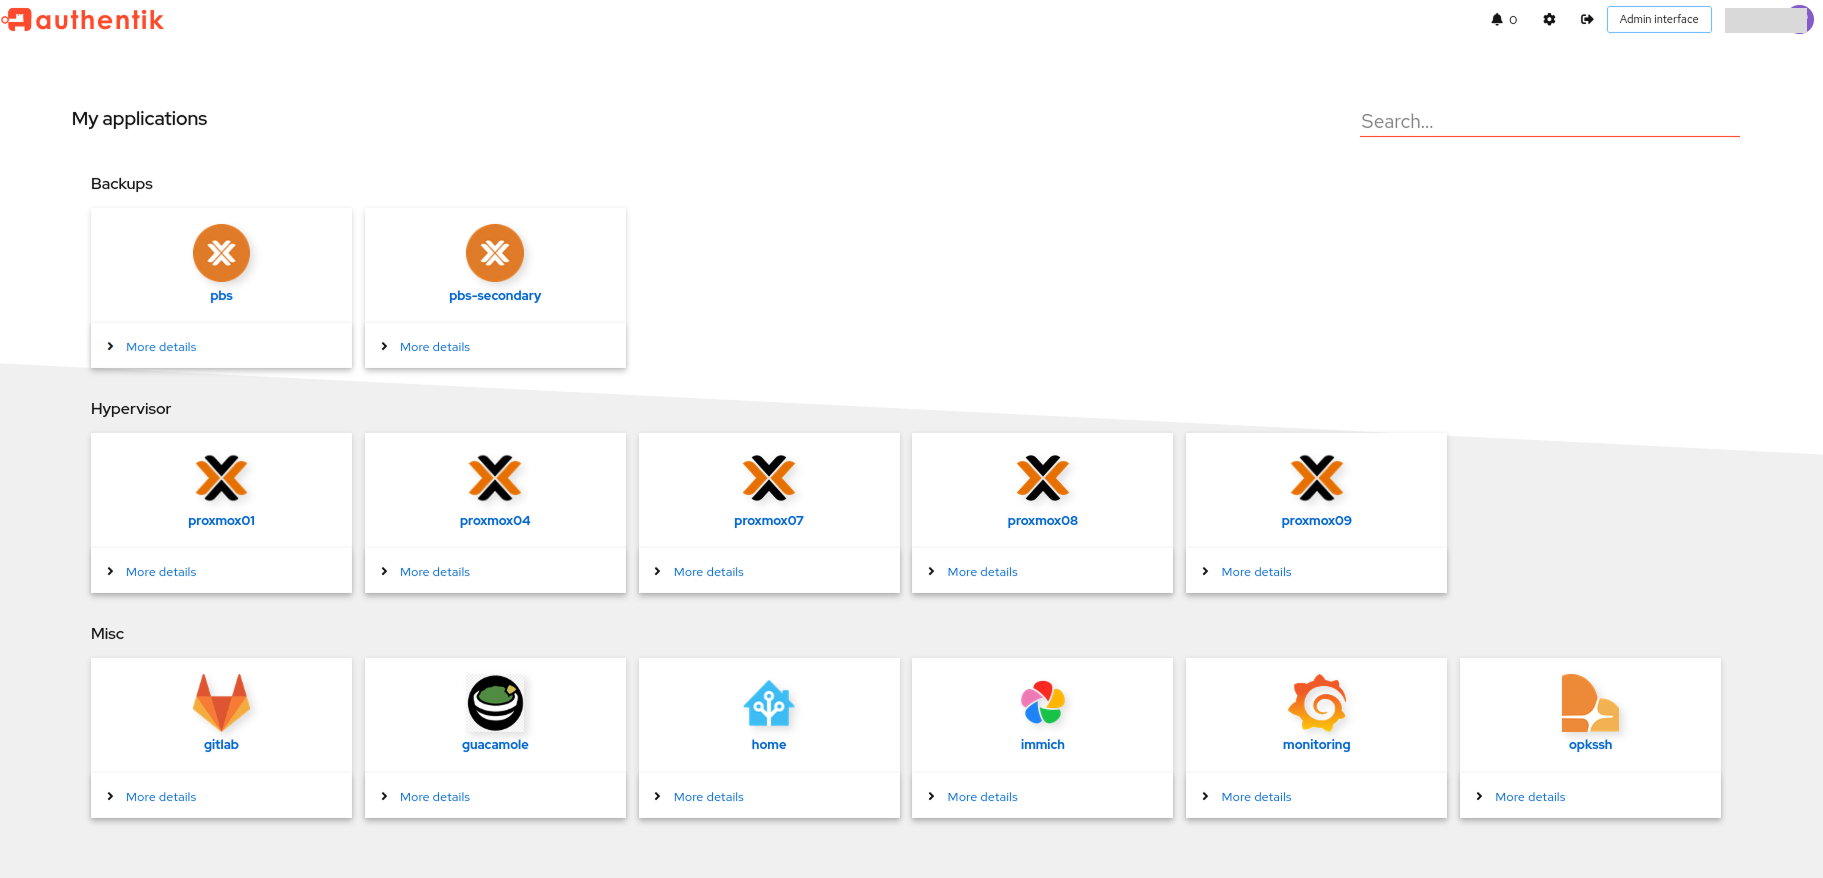 authentik
0
Admin interface
My applications
Search...
Backups
pbs
pbs-secondary
More details
More details
Hypervisor
proxmox01
proxmox04
proxmox07
proxmox08
proxmox09
More details
More details
More details
More details
More details
Misc
gitlab
guacamole
home
immich
monitoring
opkssh
More details
More details
More details
More details
More details
More details